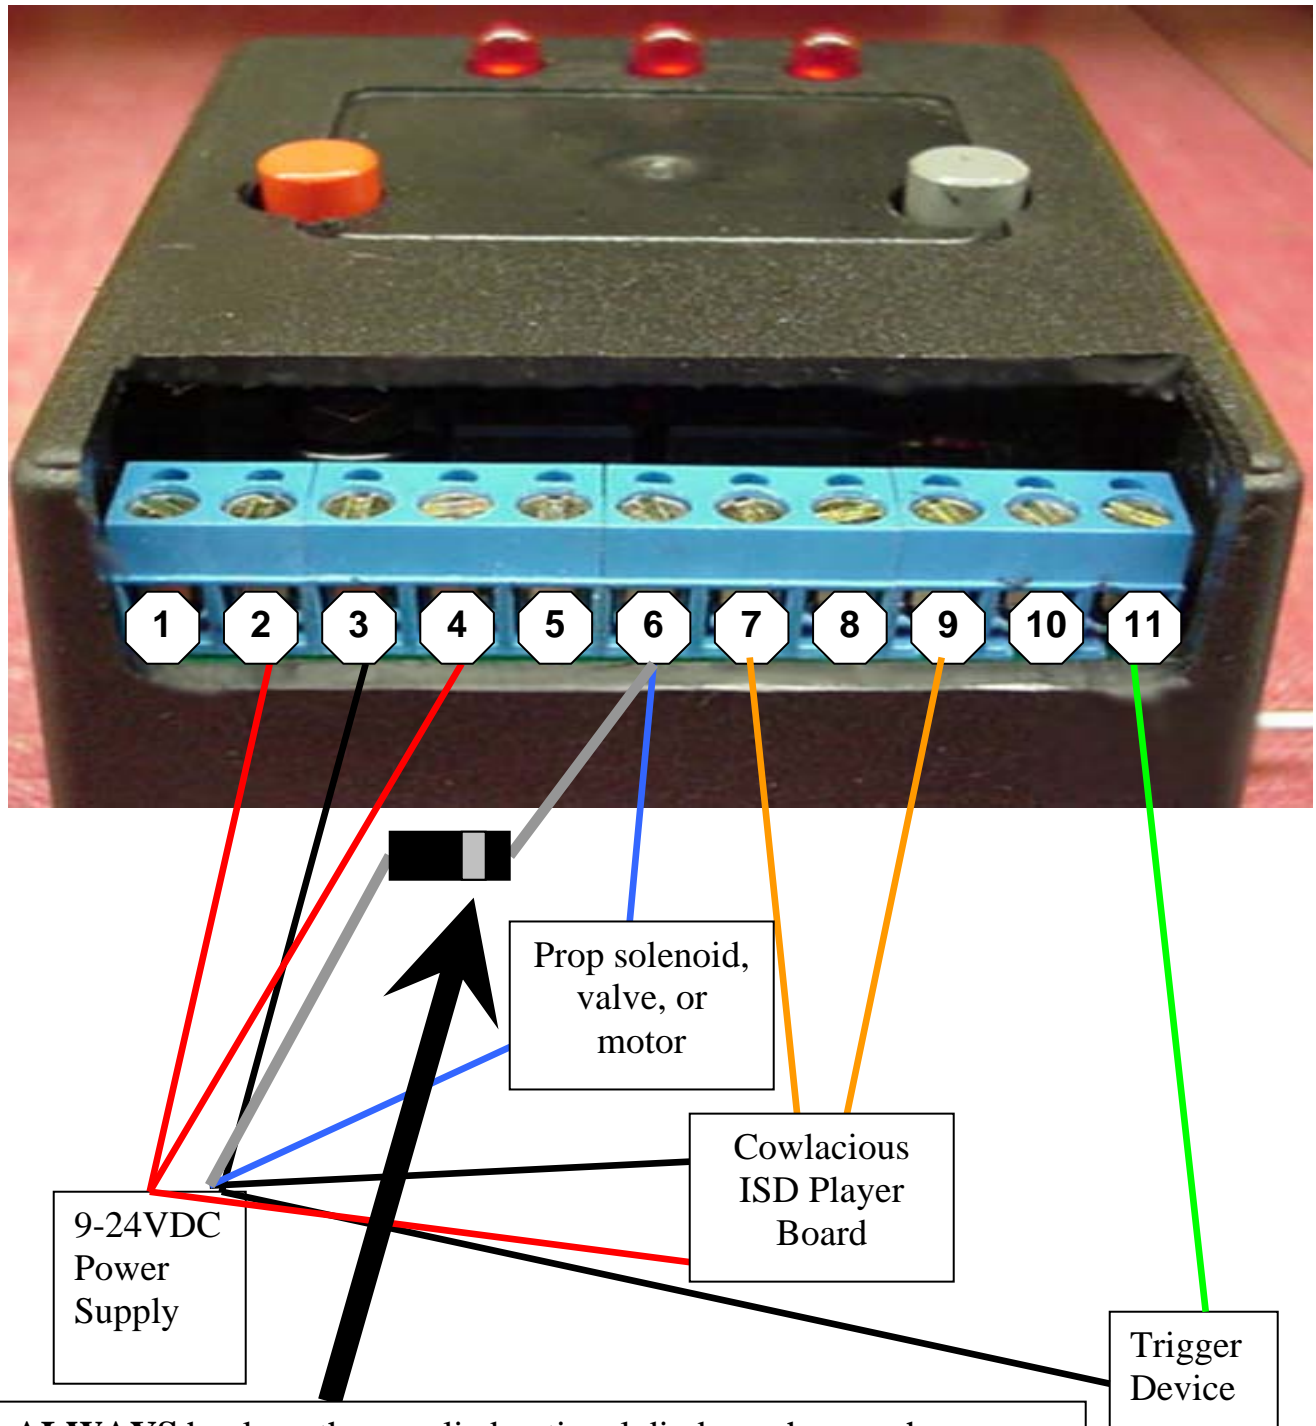 1 2 3 4 5 6 7 8 9 10 11
Prop solenoid,
valve, or
motor
Cowlacious
ISD Player
Board
9-24VDC
Power
Supply
Trigger
Device
ALWAYS